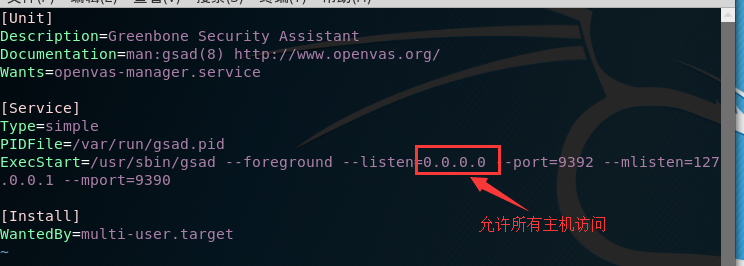 [Unit]
Description=Greenbone Security Assistant
Documentation=man:gsad(8) http://www.openvas.org/
Wants=openvas-manager.service
[Service]
Type=simple
PIDFile=/var/run/gsad.pid
ExecStart=/usr/sbin/gsad --foreground --listen=0.0.0.0 --port=9392 --mlisten=127
.0.0.1 --mport=9390
[Install]
允许所有主机访问
WantedBy=multi-user.target
~